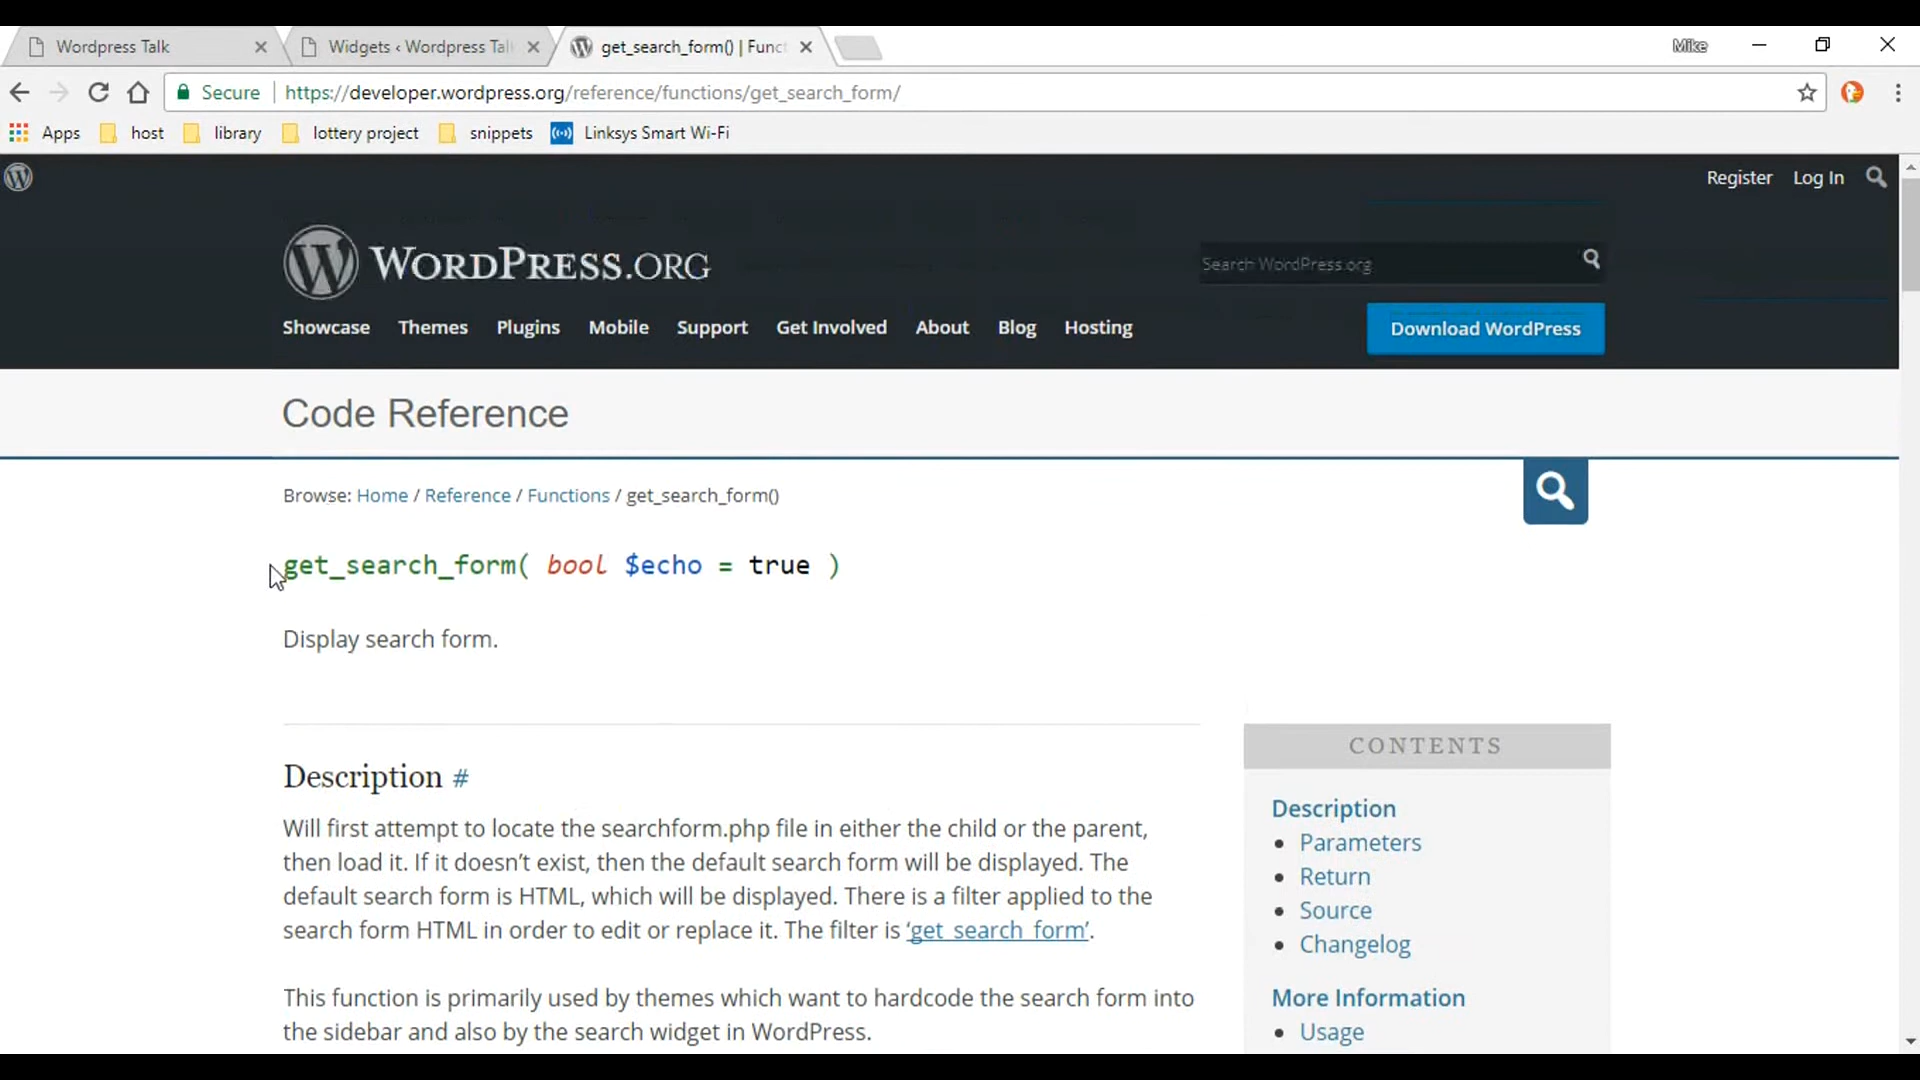 Wordpress Talk
Widgets ‹ Wordpress Tal
get_search_form() | Funct
Mike
Secure
https://developer.wordpress.org/reference/functions/get_search_form/
Apps
host
library
lottery project
snippets
Linksys Smart Wi-Fi
Register
Log In
WORDPRESS.ORG
Search WordPress.org
Showcase
Themes
Plugins
Mobile
Support
Get Involved
About
Blog
Hosting
Download WordPress
Code Reference
Browse: Home / Reference / Functions / get_search_form()
get_search_form( bool $echo = true )
Display search form.
Description #
Will first attempt to locate the searchform.php file in either the child or the parent,
then load it. If it doesn’t exist, then the default search form will be displayed. The
default search form is HTML, which will be displayed. There is a filter applied to the
search form HTML in order to edit or replace it. The filter is ‘get_search_form’.
This function is primarily used by themes which want to hardcode the search form into
the sidebar and also by the search widget in WordPress.
CONTENTS
Description
• Parameters
• Return
• Source
• Changelog
More Information
• Usage